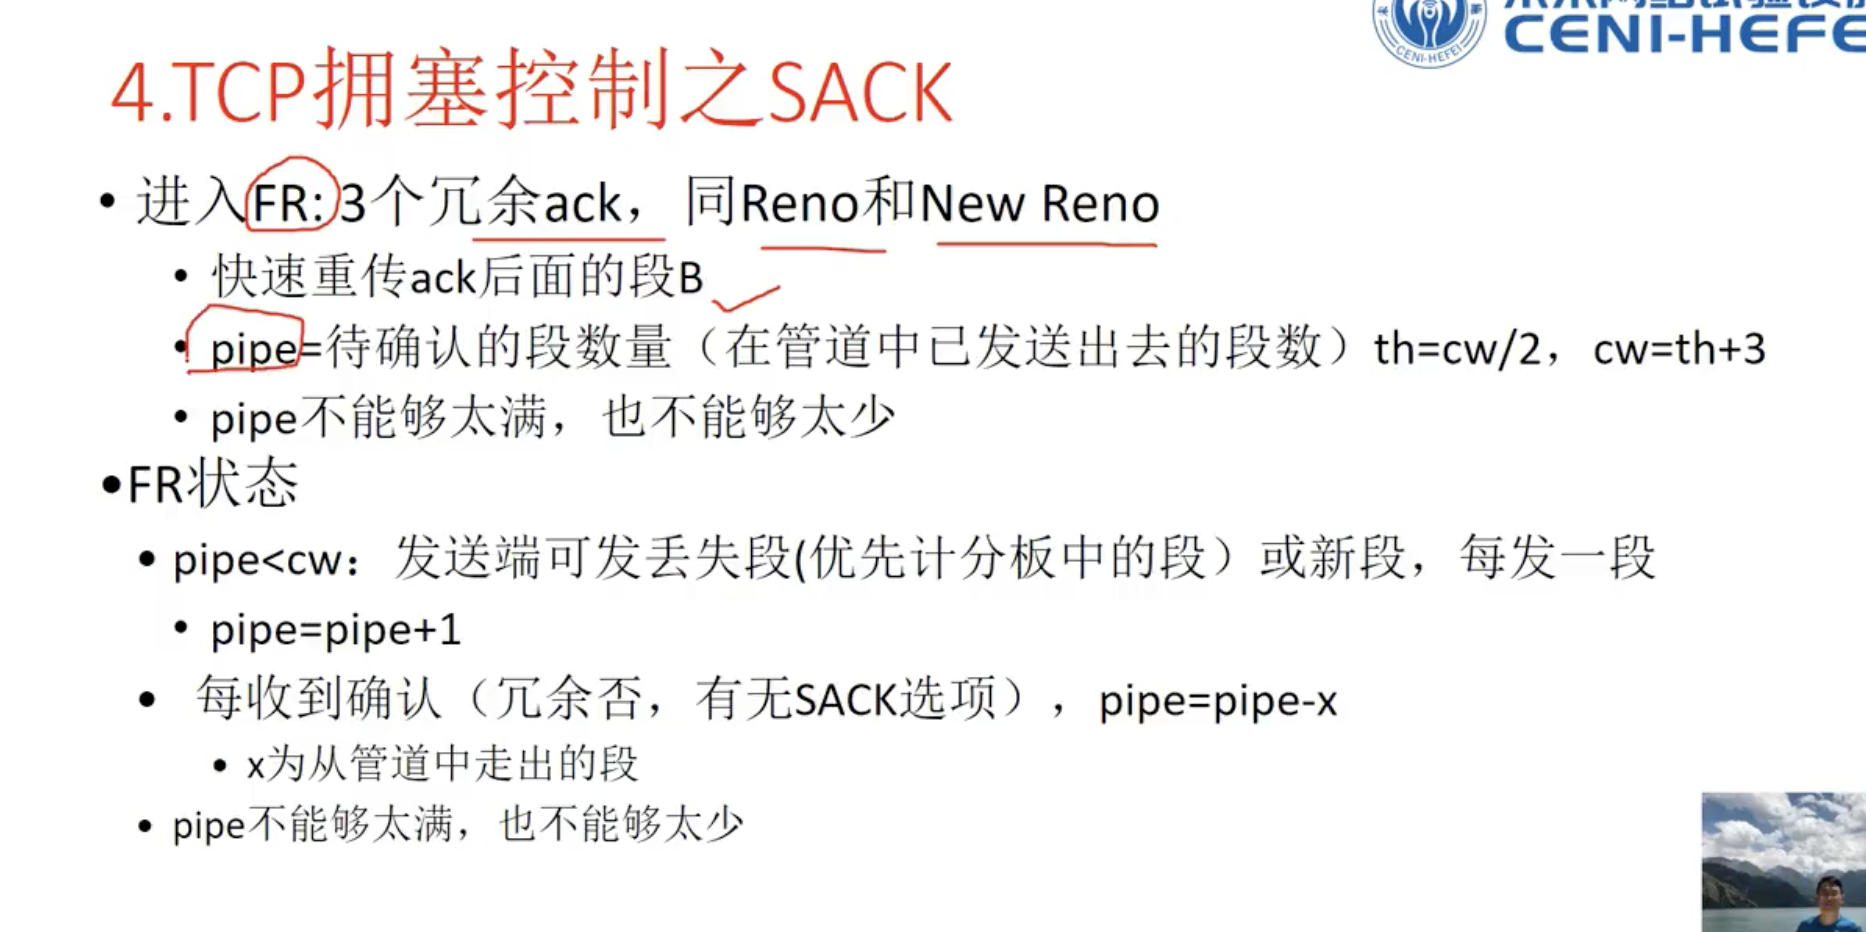 CENI-HEFE
CENI-HEFEI
4.TCP拥塞控制之SACK
• 进入FR: 3个冗余ack，同Reno和New Reno
• 快速重传ack后面的段B
• pipe=待确认的段数量（在管道中已发送出去的段数）th=cw/2，cw=th+3
• pipe不能够太满，也不能够太少
•FR状态
• pipe<cw：发送端可发丢失段(优先计分板中的段）或新段，每发一段
• pipe=pipe+1
• 每收到确认（冗余否，有无SACK选项），pipe=pipe-x
• x为从管道中走出的段
• pipe不能够太满，也不能够太少